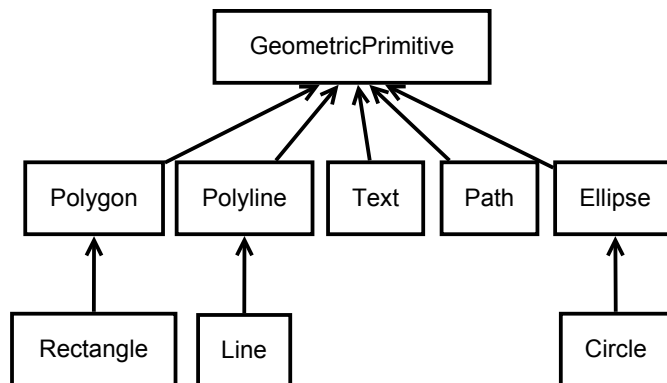 GeometricPrimitive
Polygon
Polyline
Text
Path
Ellipse
Rectangle
Line
Circle